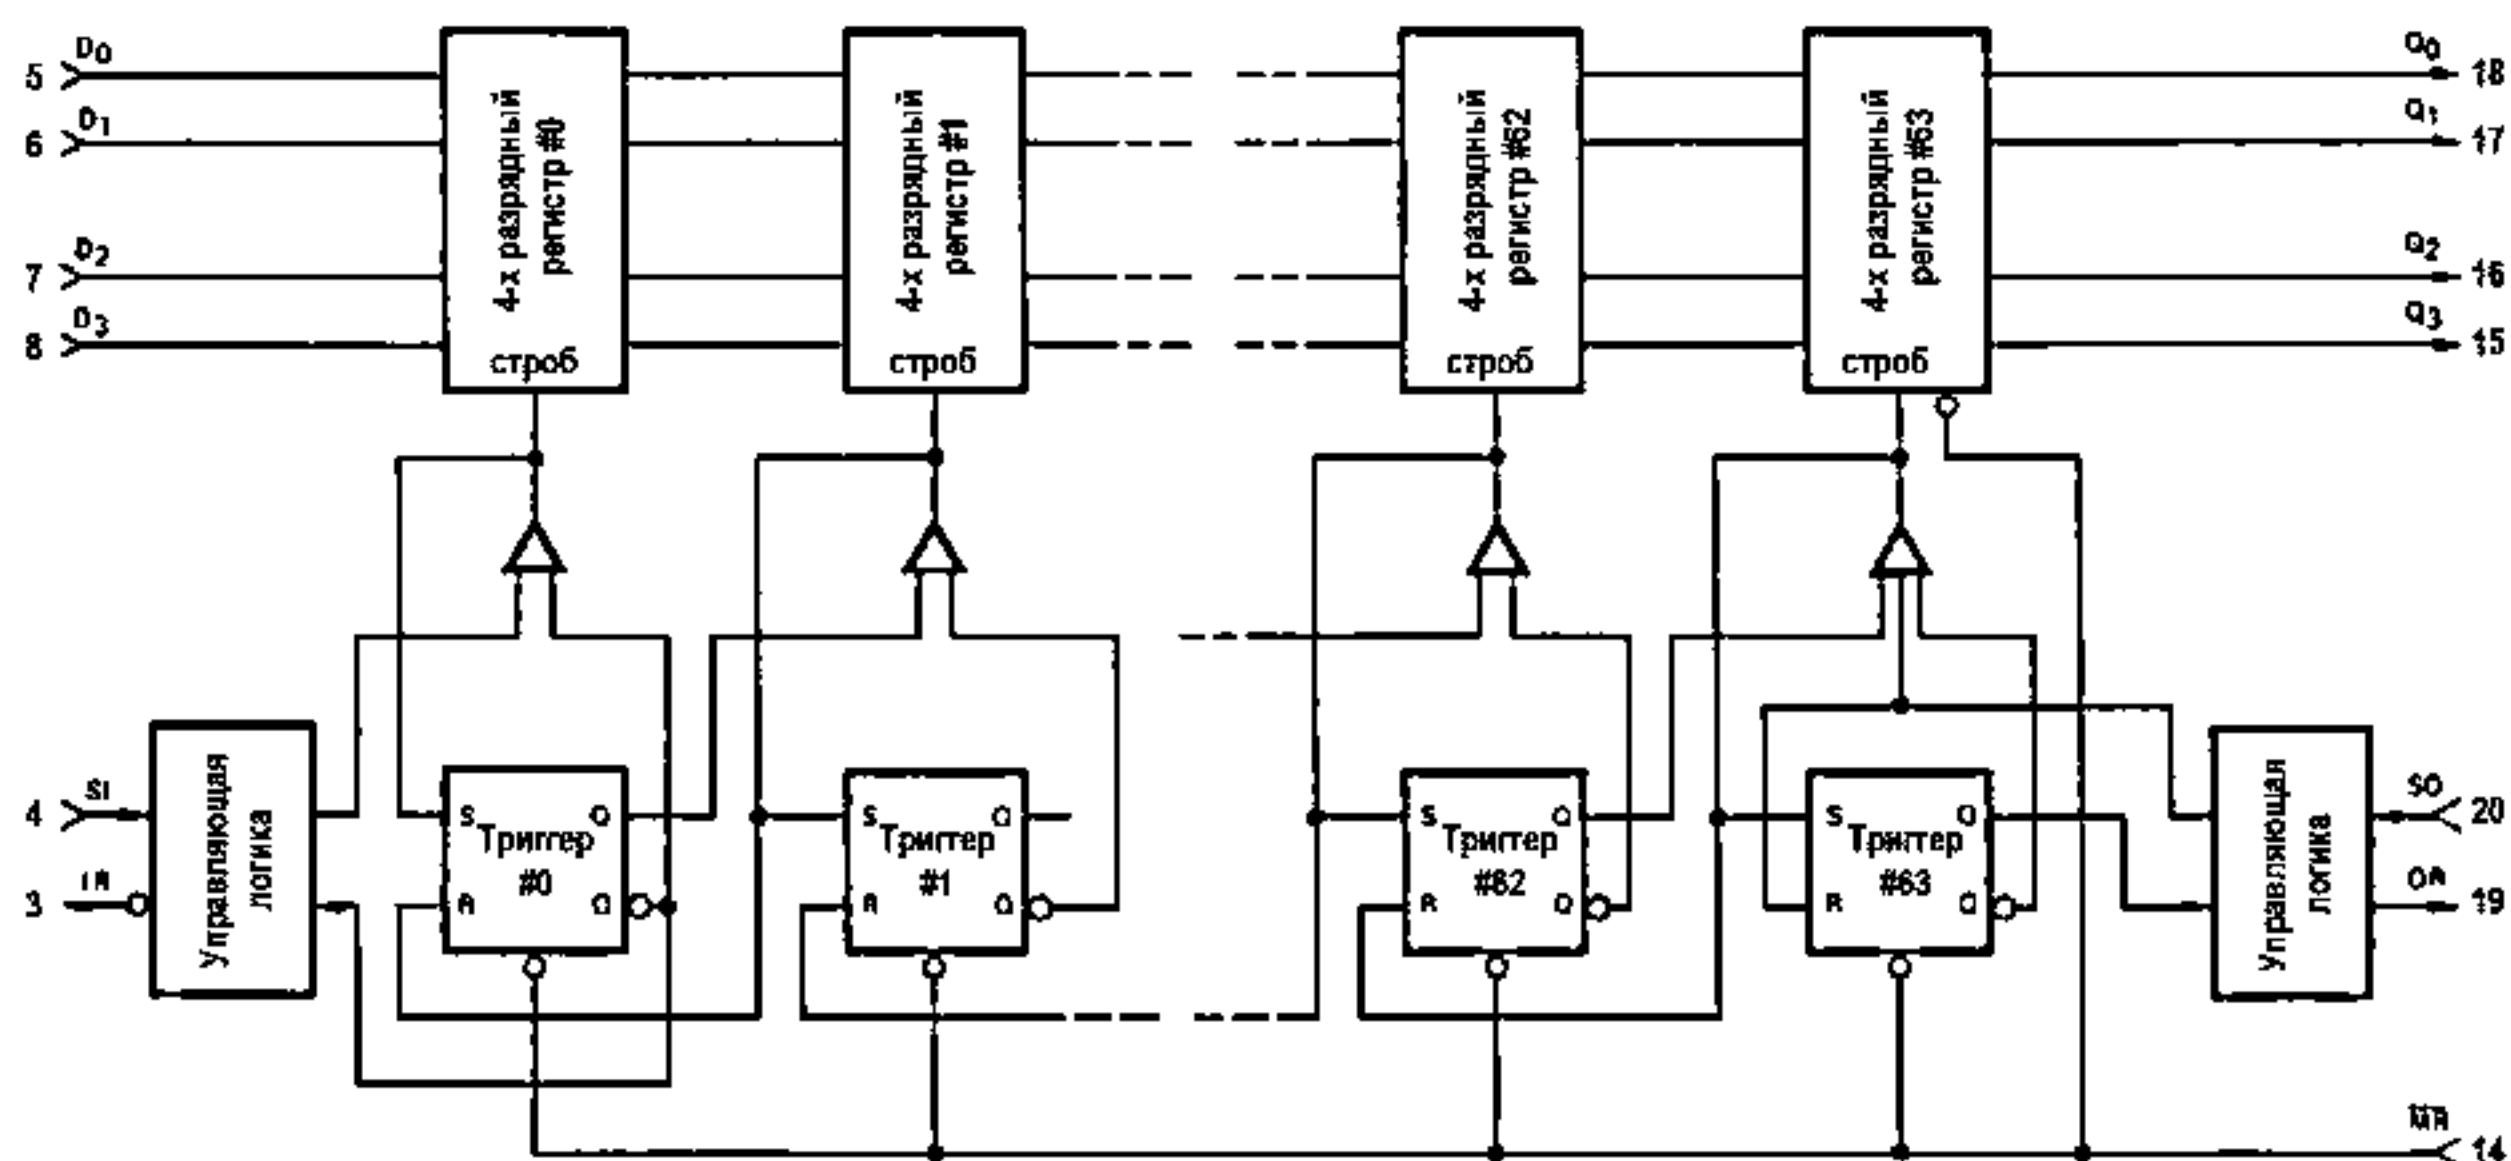 5 D0
6 D1
7 D2
8 D3
4-х разрядный
регистр #0
строб
4-х разрядный
регистр #1
строб
4-х разрядный
регистр #62
строб
4-х разрядный
регистр #63
строб
Q0 18
Q1 17
Q2 16
Q3 15
4 SI
3 IR
Управляющая
логика
S Q
Триггер
#0
R Q
S Q
Триггер
#1
R Q
S Q
Триггер
#62
R Q
S Q
Триггер
#63
R Q
Управляющая
логика
SO 20
OR 19
MR 14